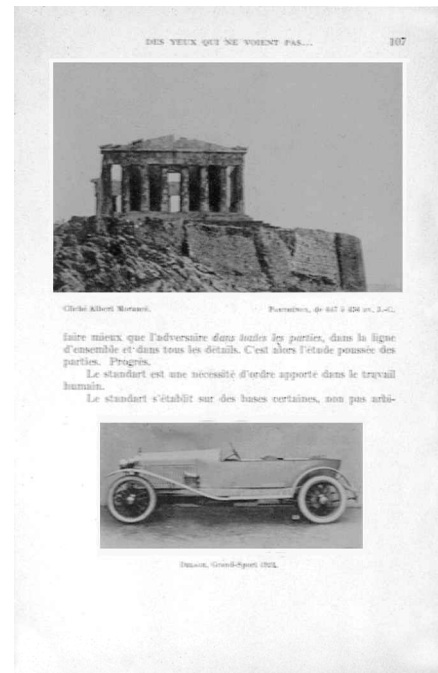 DES YEUX QUI NE VOIENT PAS...
107
Cliché Albert Morancé.
Parthénon, de 447 à 434 av. J.-C.
faire mieux que l'adversaire dans toutes les parties, dans la ligne
d'ensemble et dans tous les détails. C'est alors l'étude poussée des
parties. Progrès.
Le standart est une nécessité d'ordre apporté dans le travail
humain.
Le standart s'établit sur des bases certaines, non pas arbi-
Delage, Grand-Sport 1921.